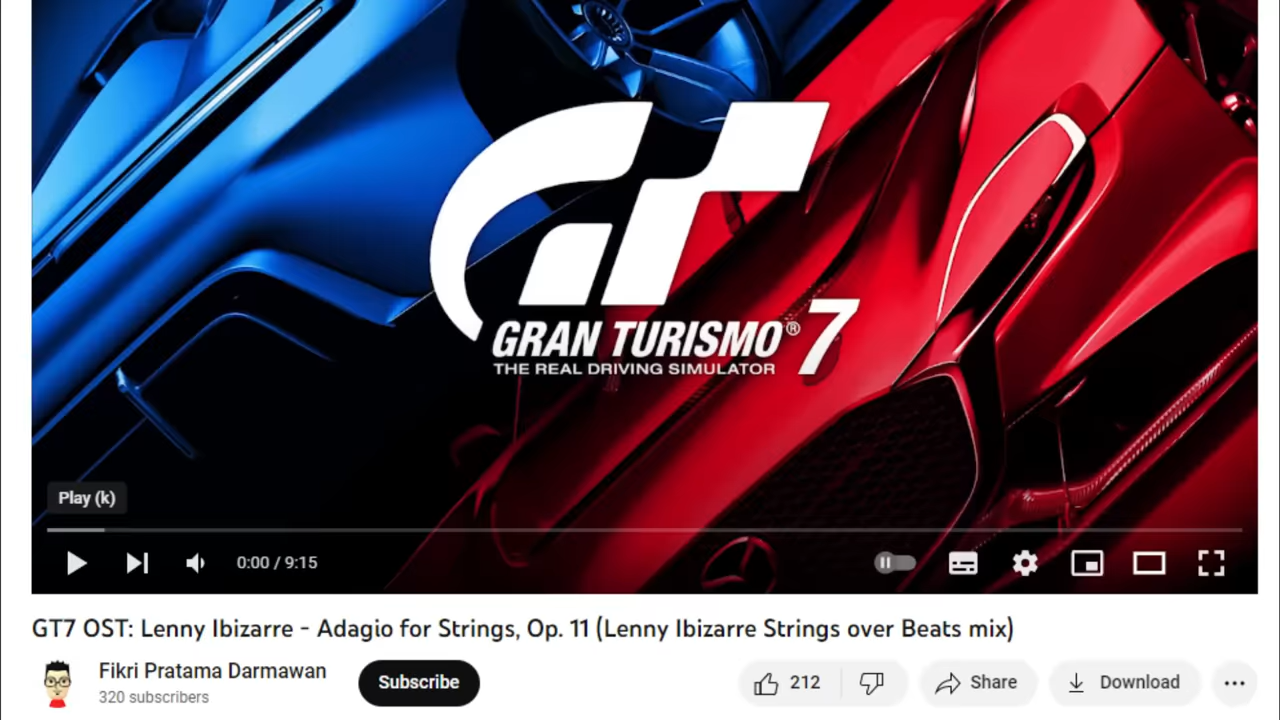 GRAN TURISMO® 7
THE REAL DRIVING SIMULATOR
Play (k)
0:00 / 9:15
GT7 OST: Lenny Ibizarre - Adagio for Strings, Op. 11 (Lenny Ibizarre Strings over Beats mix)
Fikri Pratama Darmawan
320 subscribers
Subscribe
212
Share
Download